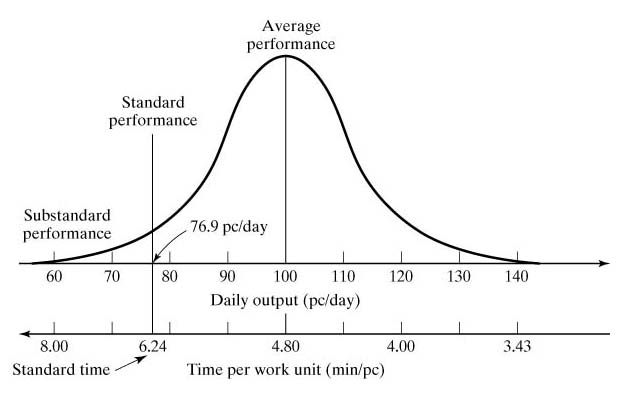 Average
performance
Standard
performance
Substandard
performance
76.9 pc/day
60 70 80 90 100 110 120 130 140
Daily output (pc/day)
8.00 6.24 4.80 4.00 3.43
Standard time Time per work unit (min/pc)